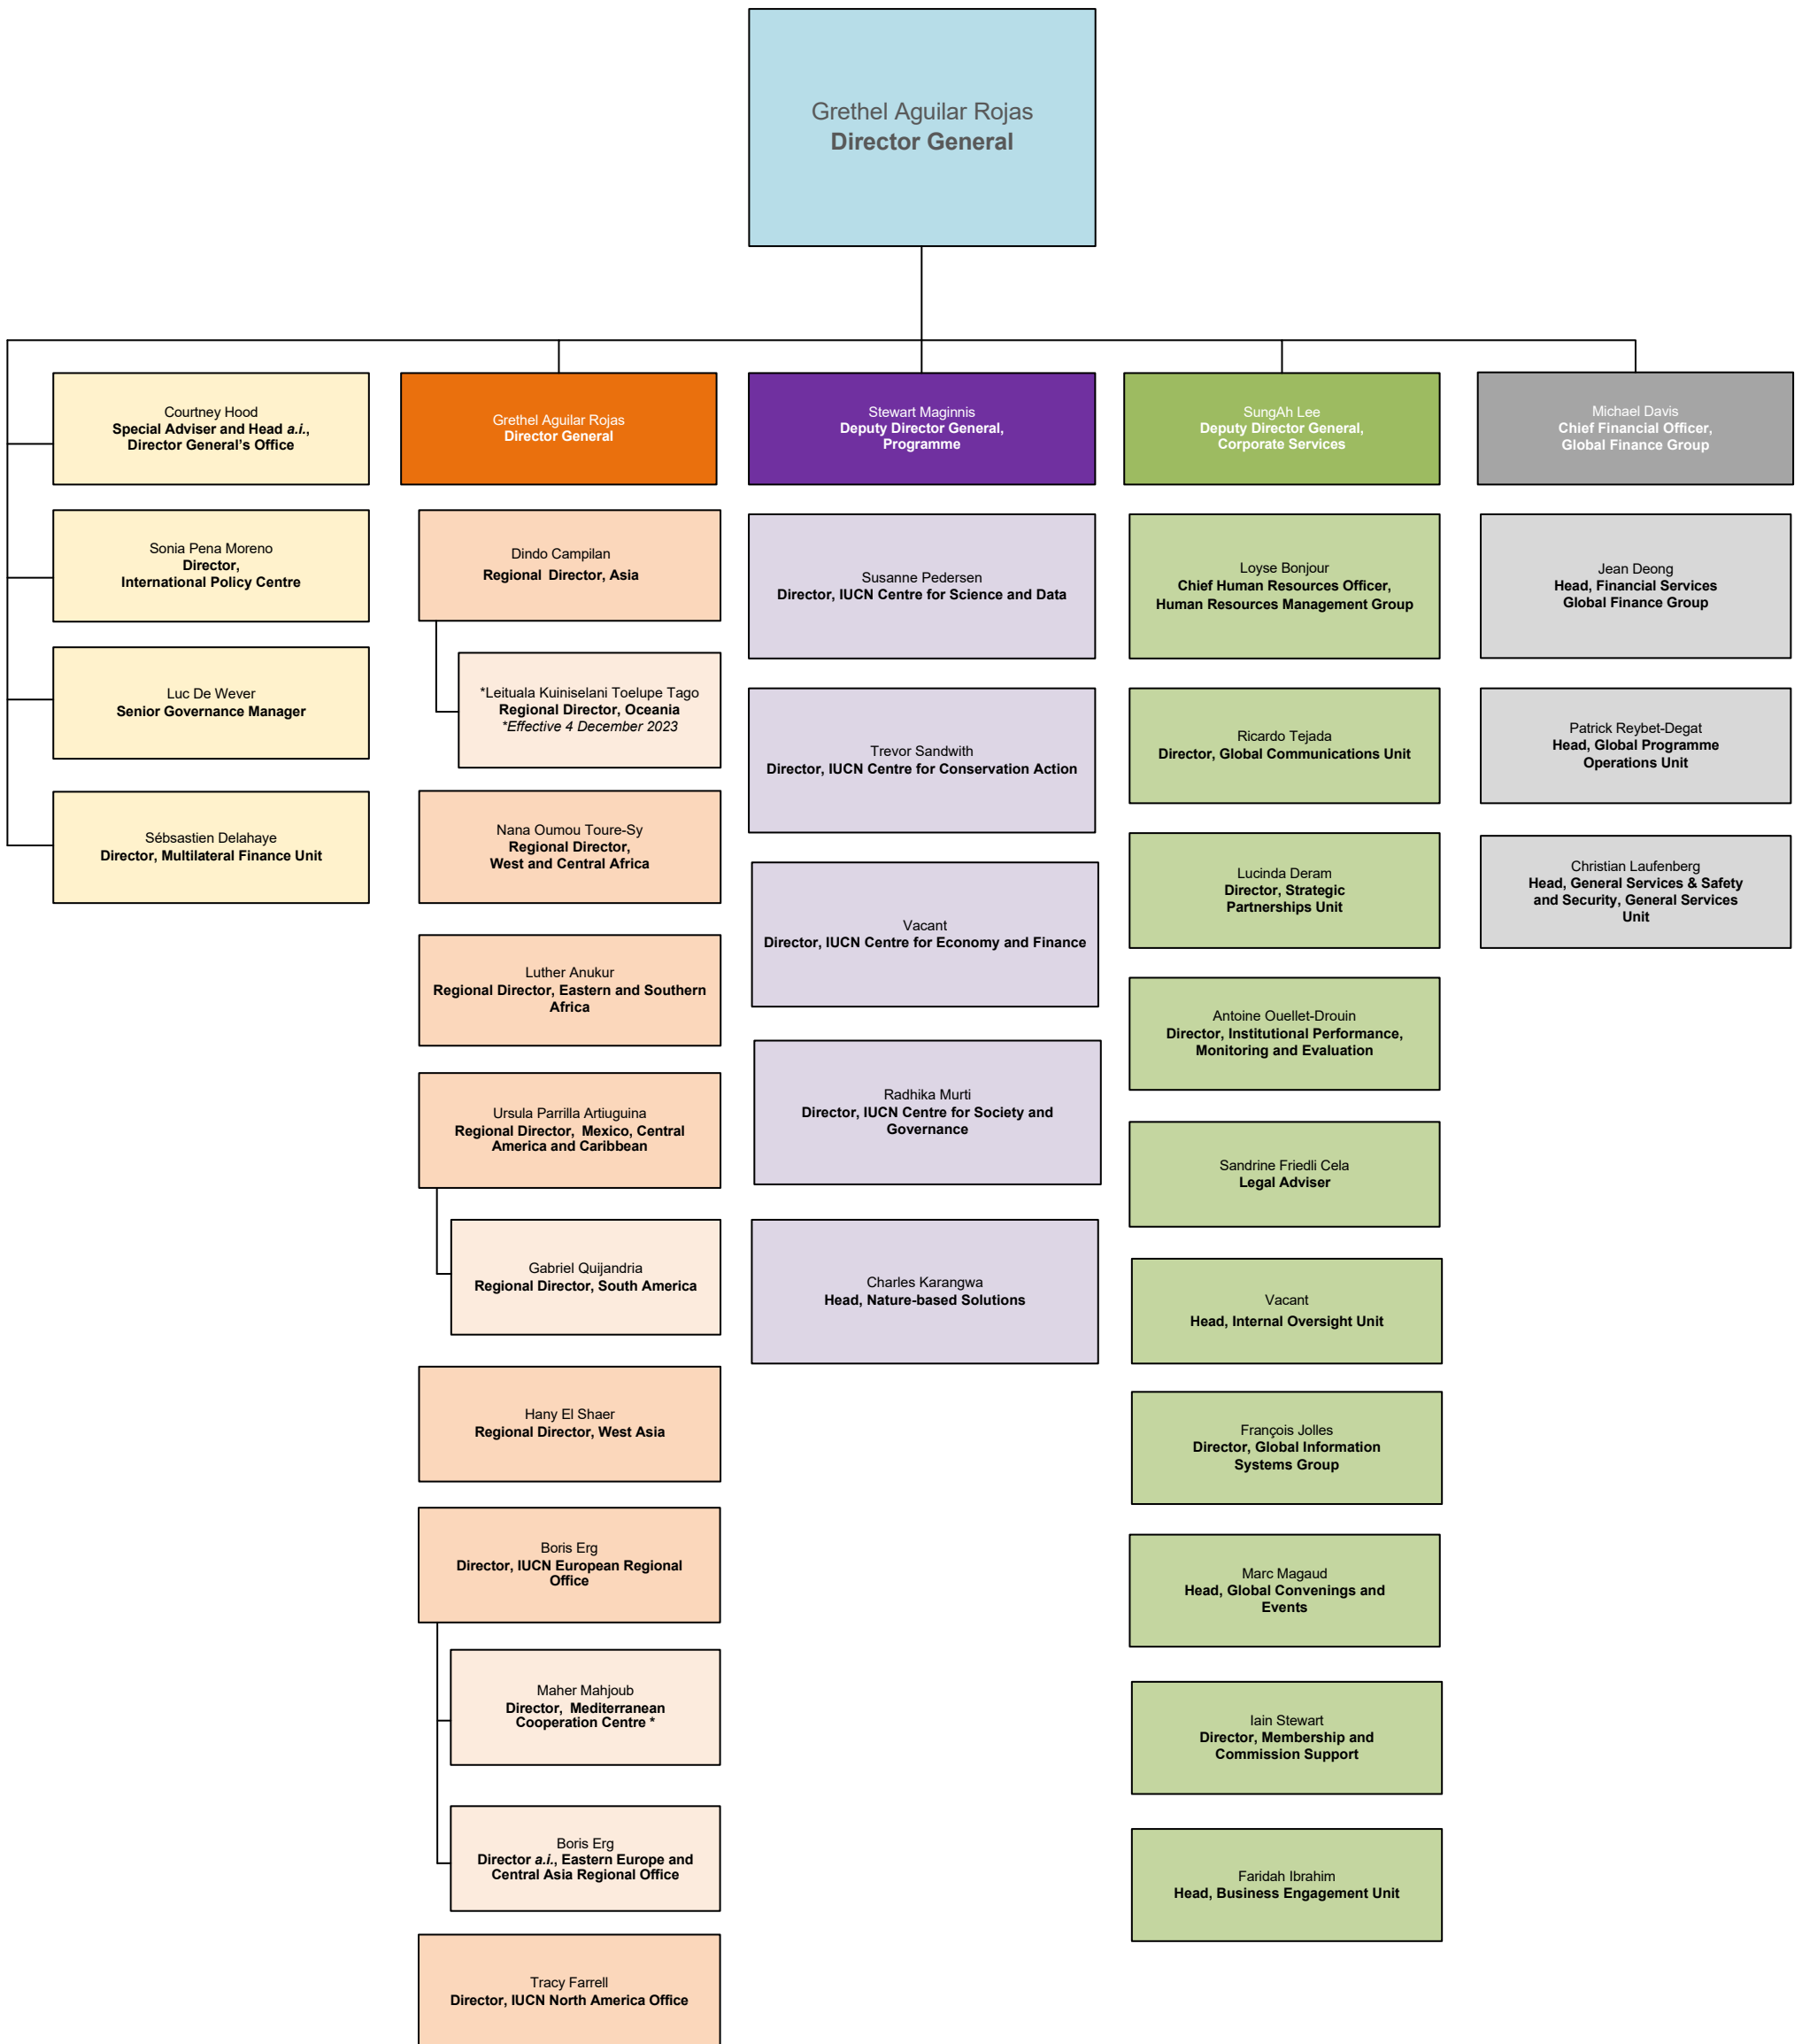 Grethel Aguilar Rojas
Director General
Courtney Hood
Special Adviser and Head a.i.,
Director General's Office
Sonia Pena Moreno
Director,
International Policy Centre
Luc De Wever
Senior Governance Manager
Sébsastien Delahaye
Director, Multilateral Finance Unit
Grethel Aguilar Rojas
Director General
Dindo Campilan
Regional Director, Asia
*Leituala Kuiniselani Toelupe Tago
Regional Director, Oceania
*Effective 4 December 2023
Nana Oumou Toure-Sy
Regional Director,
West and Central Africa
Luther Anukur
Regional Director, Eastern and Southern
Africa
Ursula Parrilla Artiuguina
Regional Director, Mexico, Central
America and Caribbean
Gabriel Quijandria
Regional Director, South America
Hany El Shaer
Regional Director, West Asia
Boris Erg
Director, IUCN European Regional
Office
Maher Mahjoub
Director, Mediterranean
Cooperation Centre *
Boris Erg
Director a.i., Eastern Europe and
Central Asia Regional Office
Tracy Farrell
Director, IUCN North America Office
Stewart Maginnis
Deputy Director General,
Programme
Susanne Pedersen
Director, IUCN Centre for Science and Data
Trevor Sandwith
Director, IUCN Centre for Conservation Action
Vacant
Director, IUCN Centre for Economy and Finance
Radhika Murti
Director, IUCN Centre for Society and
Governance
Charles Karangwa
Head, Nature-based Solutions
SungAh Lee
Deputy Director General,
Corporate Services
Loyse Bonjour
Chief Human Resources Officer,
Human Resources Management Group
Ricardo Tejada
Director, Global Communications Unit
Lucinda Deram
Director, Strategic
Partnerships Unit
Antoine Ouellet-Drouin
Director, Institutional Performance,
Monitoring and Evaluation
Sandrine Friedli Cela
Legal Adviser
Vacant
Head, Internal Oversight Unit
François Jolles
Director, Global Information
Systems Group
Marc Magaud
Head, Global Convenings and
Events
Iain Stewart
Director, Membership and
Commission Support
Faridah Ibrahim
Head, Business Engagement Unit
Michael Davis
Chief Financial Officer,
Global Finance Group
Jean Deong
Head, Financial Services
Global Finance Group
Patrick Reybet-Degat
Head, Global Programme
Operations Unit
Christian Laufenberg
Head, General Services & Safety
and Security, General Services
Unit